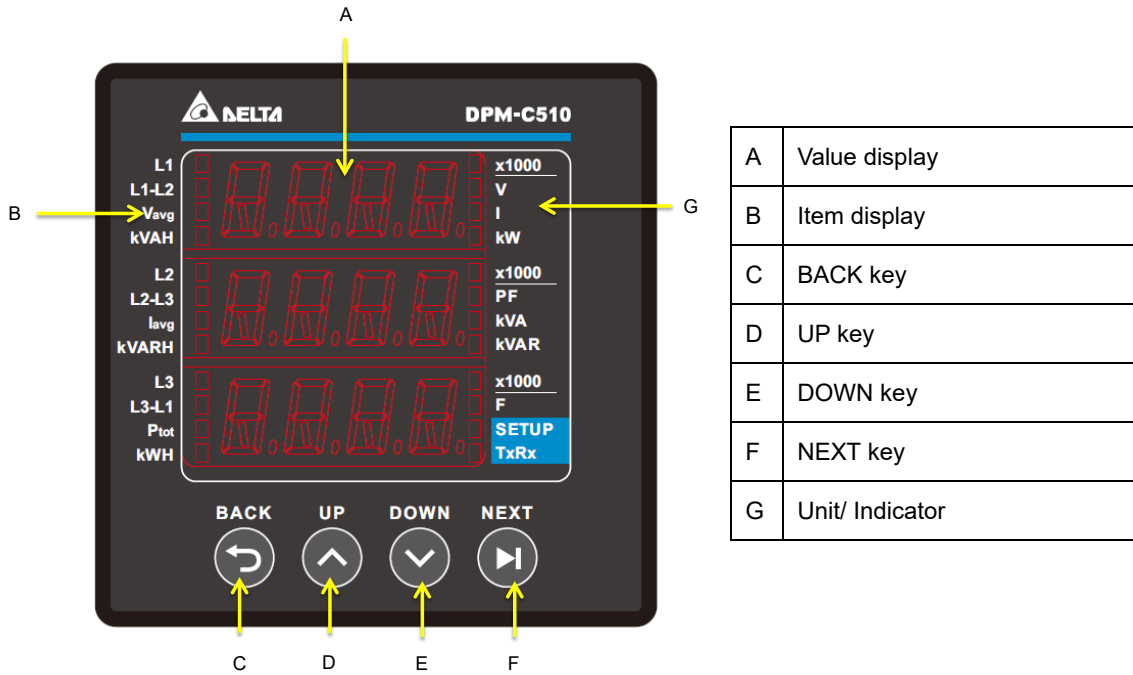 A
DELTA
DPM-C510
L1
L1-L2
Vavg
kVAH
x1000
V
I
kW
B
G
L2
L2-L3
Iavg
kVARH
x1000
PF
kVA
kVAR
L3
L3-L1
Ptot
kWH
x1000
F
SETUP
TxRx
BACK UP DOWN NEXT
C D E F
A Value display
B Item display
C BACK key
D UP key
E DOWN key
F NEXT key
G Unit/ Indicator